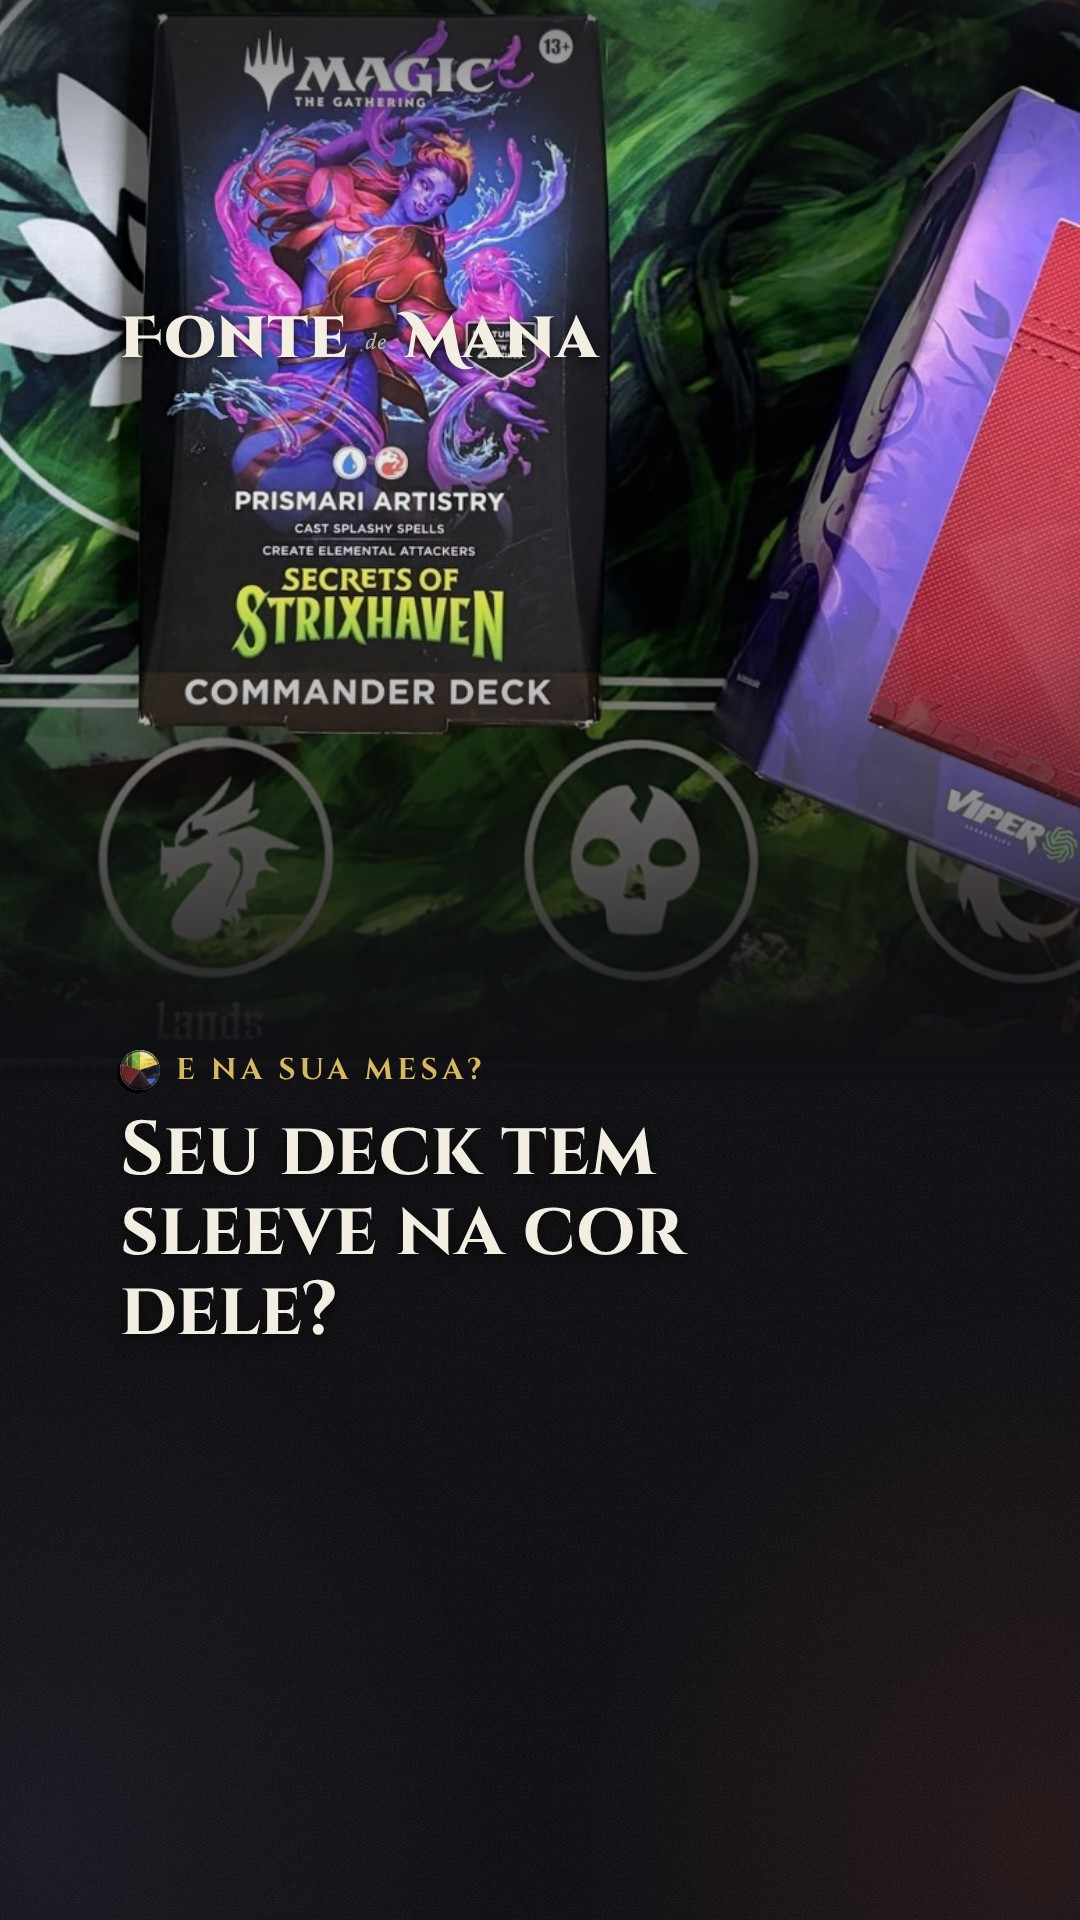 MAGIC
THE GATHERING
13+
FONTE de MANA
PRISMARI ARTISTRY
CAST SPLASHY SPELLS
CREATE ELEMENTAL ATTACKERS
SECRETS OF
STRIXHAVEN
COMMANDER DECK
VIPER
Lands
E NA SUA MESA?
SEU DECK TEM
SLEEVE NA COR
DELE?